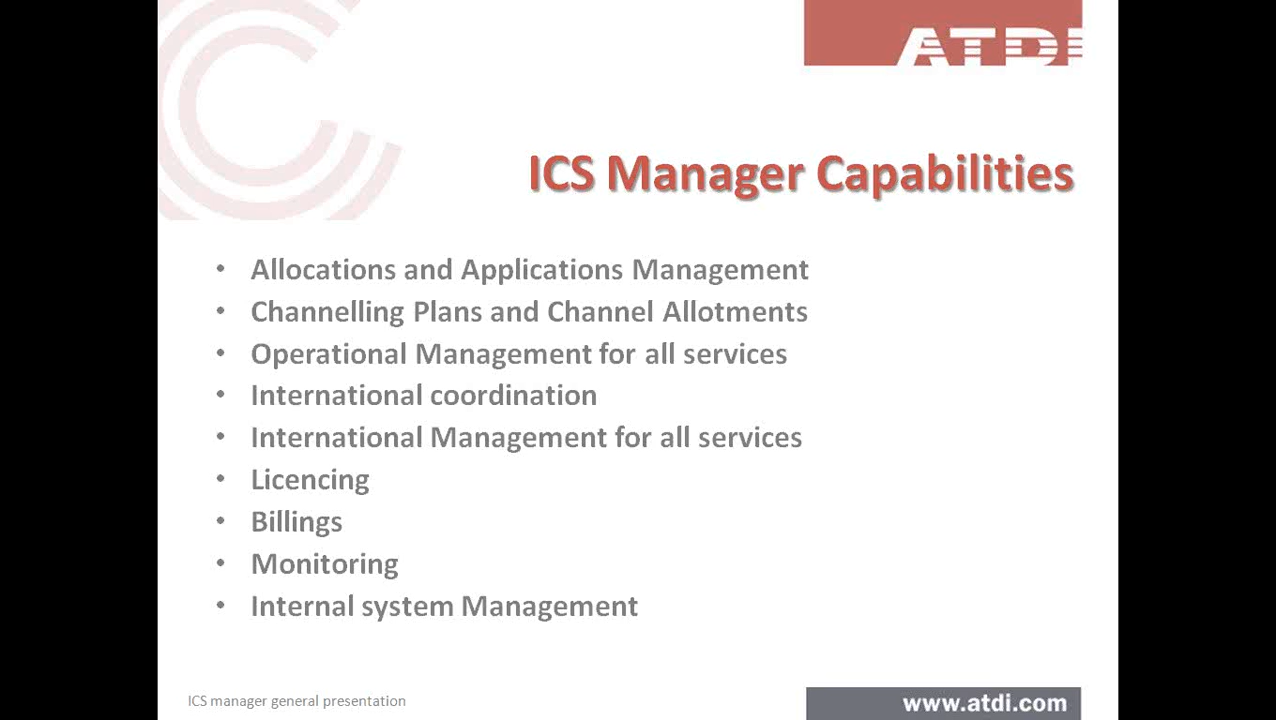 ATDI
ICS Manager Capabilities
• Allocations and Applications Management
• Channelling Plans and Channel Allotments
• Operational Management for all services
• International coordination
• International Management for all services
• Licencing
• Billings
• Monitoring
• Internal system Management
ICS manager general presentation
www.atdi.com